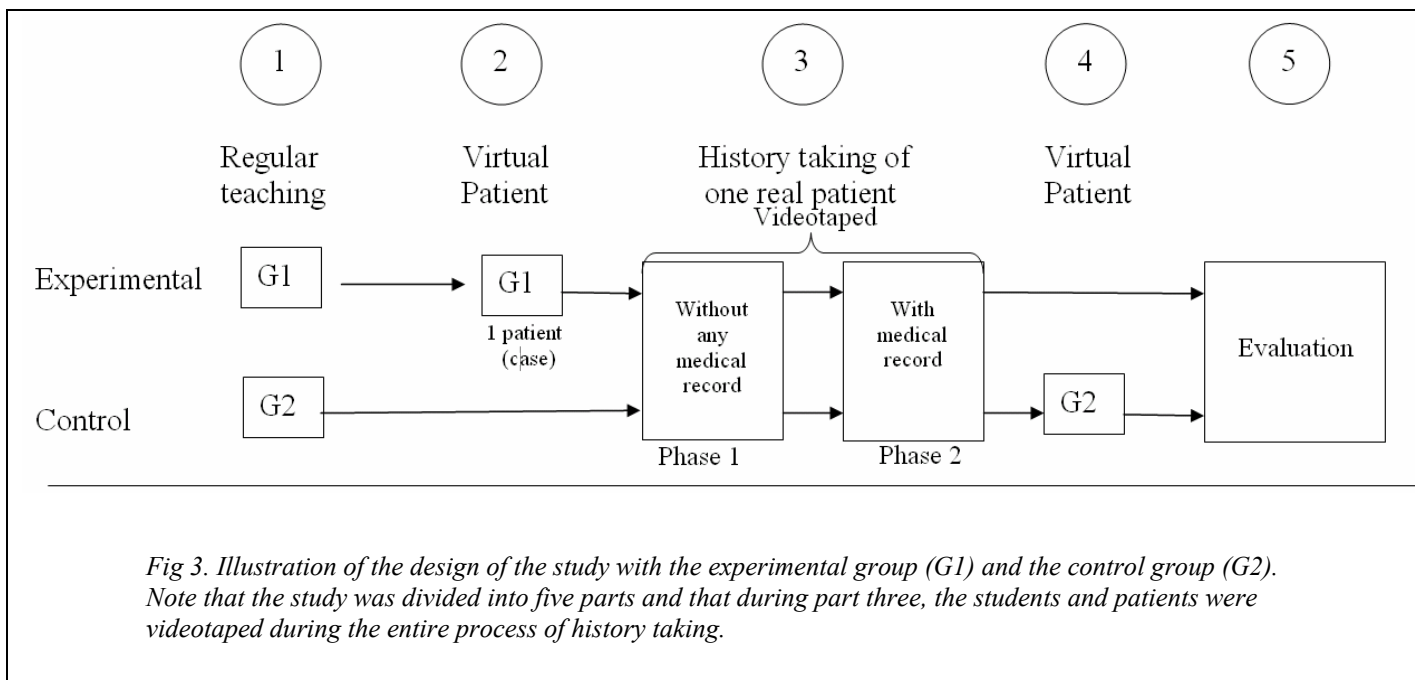 1
2
3
4
5
Regular
teaching
Virtual
Patient
History taking of
one real patient
Virtual
Patient
Videotaped
Experimental
G1
G1
1 patient
(case)
Without
any
medical
record
With
medical
record
Evaluation
Control
G2
G2
Phase 1
Phase 2
Fig 3. Illustration of the design of the study with the experimental group (G1) and the control group (G2).
Note that the study was divided into five parts and that during part three, the students and patients were
videotaped during the entire process of history taking.